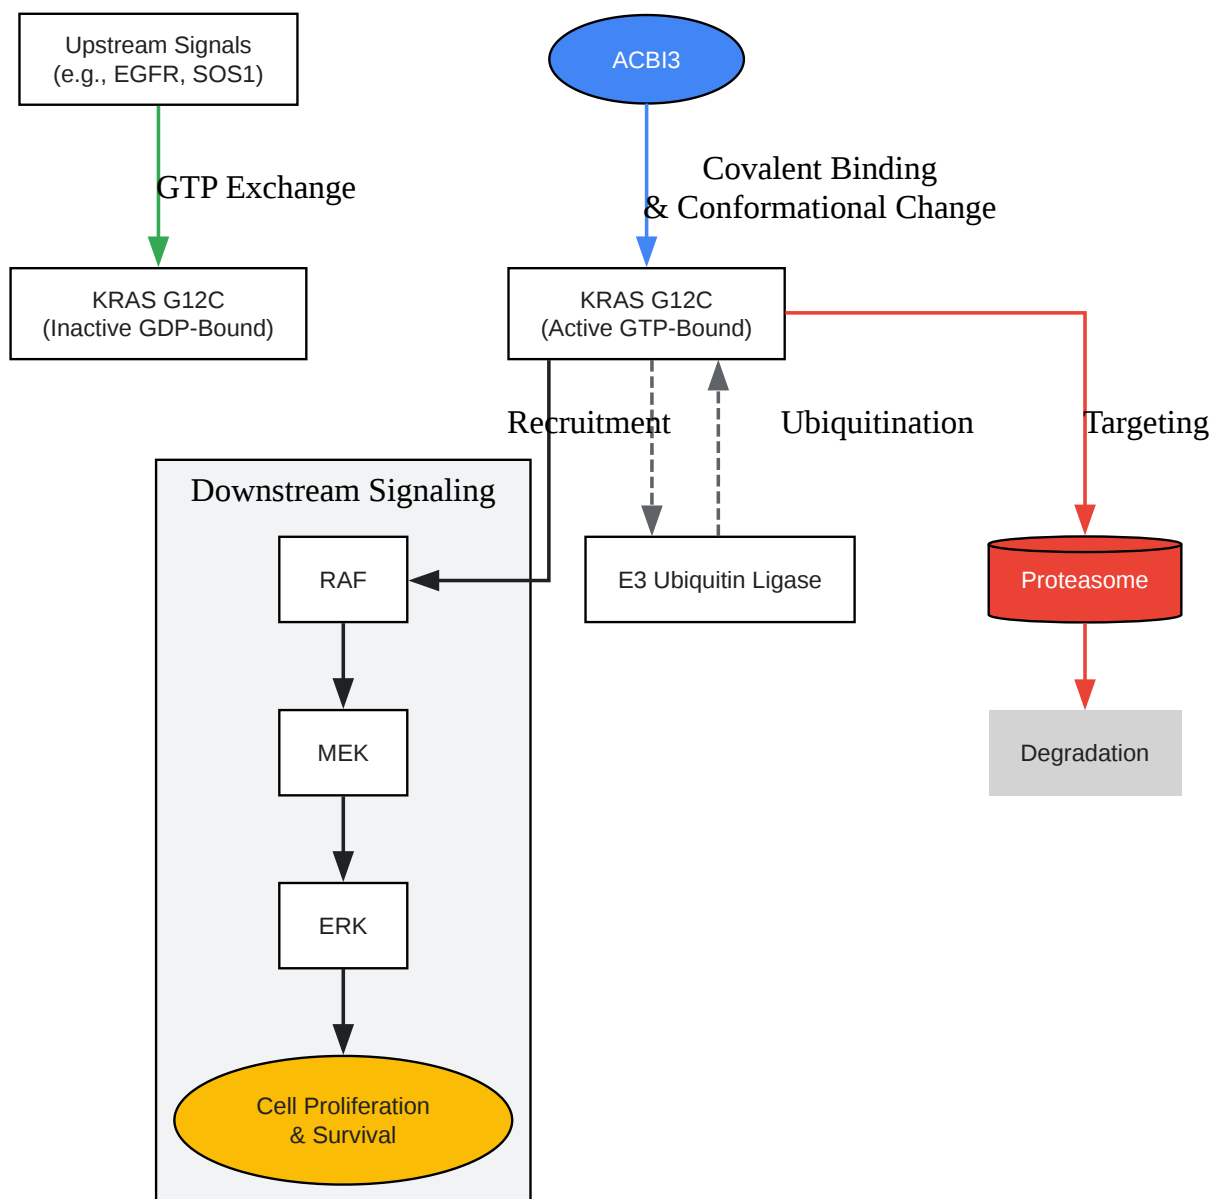 Upstream Signals
(e.g., EGFR, SOS1)
ACBI3
GTP Exchange
Covalent Binding
& Conformational Change
KRAS G12C
(Inactive GDP-Bound)
KRAS G12C
(Active GTP-Bound)
Recruitment
Ubiquitination
Targeting
Downstream Signaling
RAF
E3 Ubiquitin Ligase
Proteasome
MEK
Degradation
ERK
Cell Proliferation
& Survival